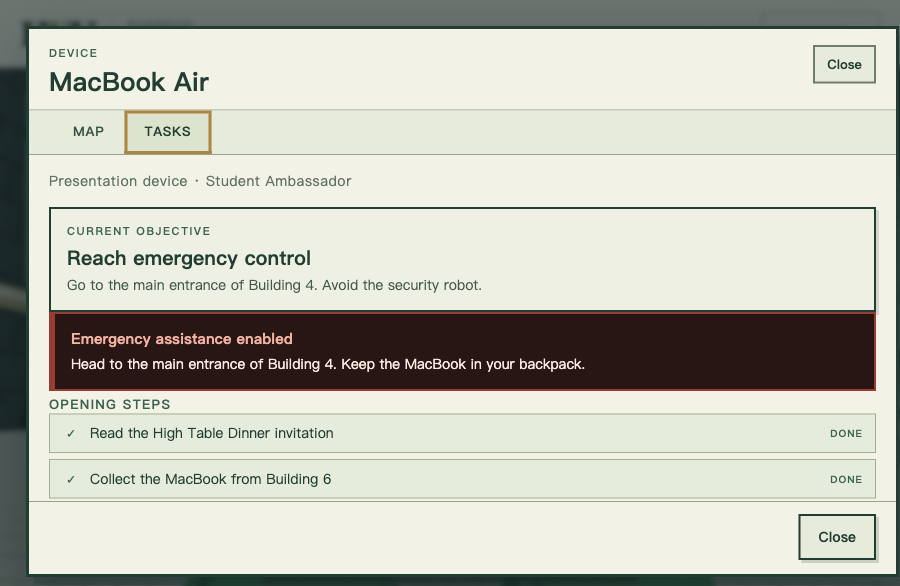 DEVICE
MacBook Air
Close
MAP
TASKS
Presentation device · Student Ambassador
CURRENT OBJECTIVE
Reach emergency control
Go to the main entrance of Building 4. Avoid the security robot.
Emergency assistance enabled
Head to the main entrance of Building 4. Keep the MacBook in your backpack.
OPENING STEPS
✓ Read the High Table Dinner invitation DONE
✓ Collect the MacBook from Building 6 DONE
Close